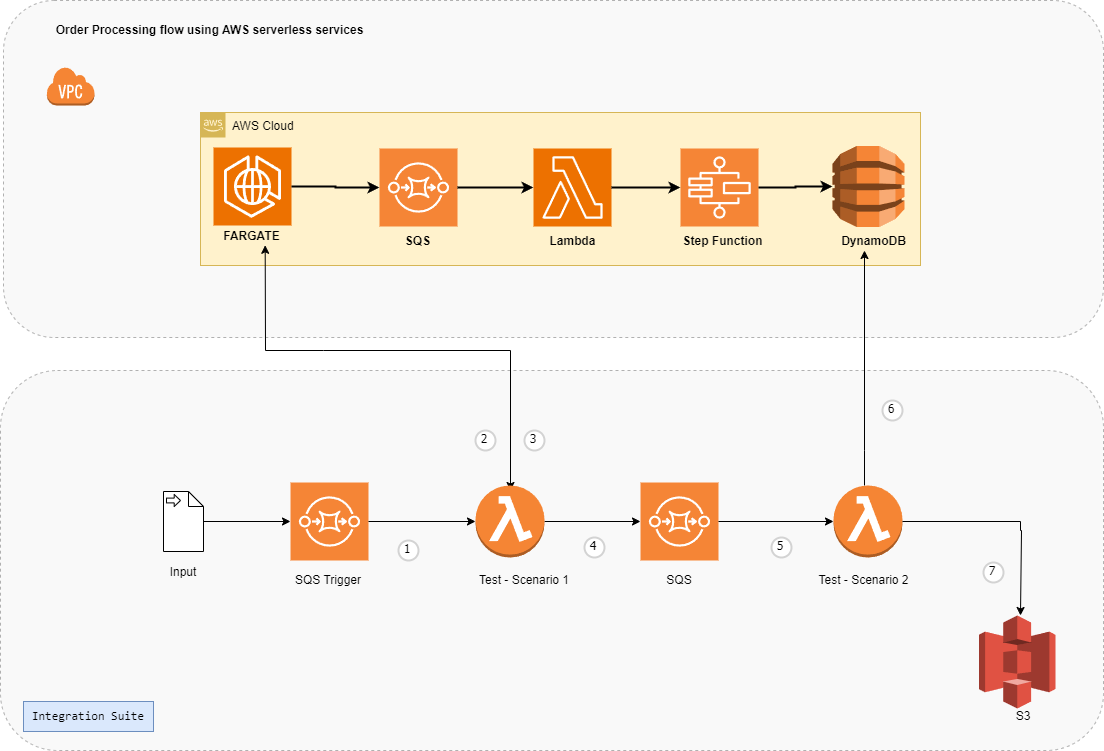 Order Processing flow using AWS serverless services
VPC
aws
AWS Cloud
FARGATE
SQS
Lambda
Step Function
DynamoDB
6
2
3
1
4
5
7
Input
SQS Trigger
Test - Scenario 1
SQS
Test - Scenario 2
S3
Integration Suite